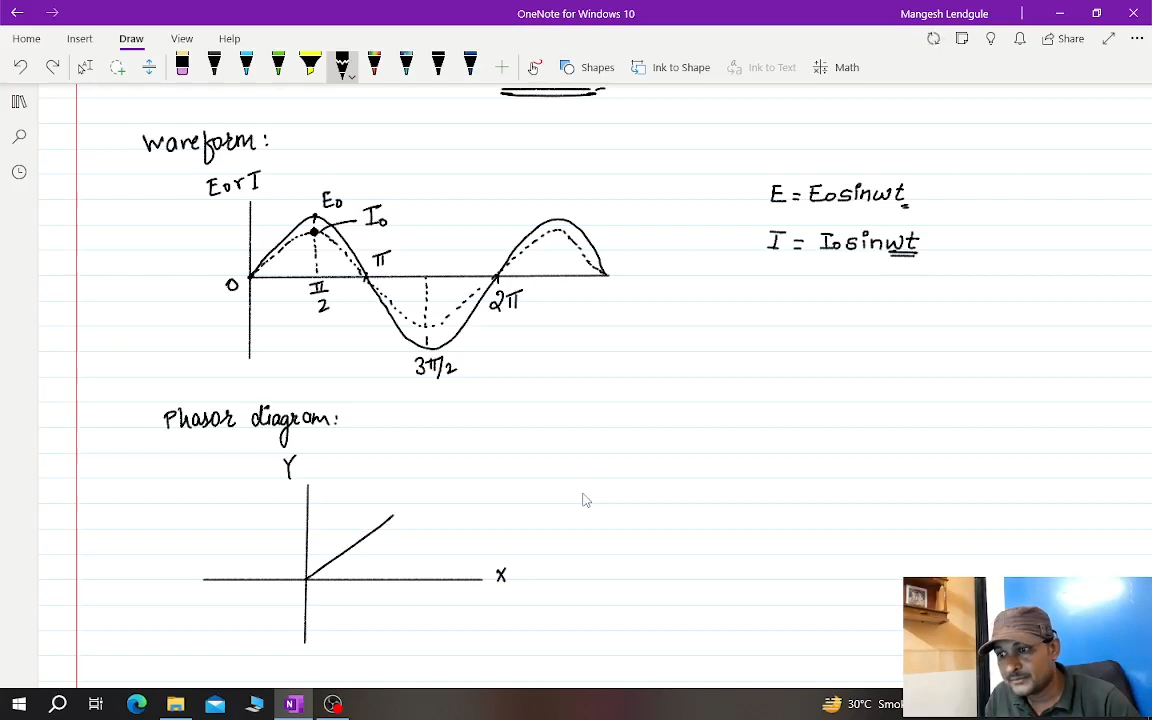 OneNote for Windows 10
Mangesh Lendgule
Home Insert Draw View Help
Share
Shapes
Ink to Shape
Ink to Text
Math
Waveform:
E or I
E0
I0
π
0
π/2
2π
3π/2
E = E0 sinωt
I = I0 sinωt
Phasor diagram:
Y
X
30°C